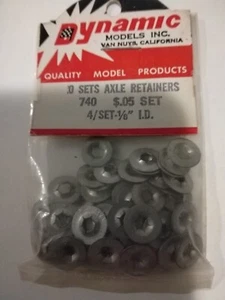 Dynamic
MODELS INC.
VAN NUYS, CALIFORNIA
QUALITY MODEL PRODUCTS
0 SETS AXLE RETAINERS
740 $.05 SET
4/SET-⅛" I.D.